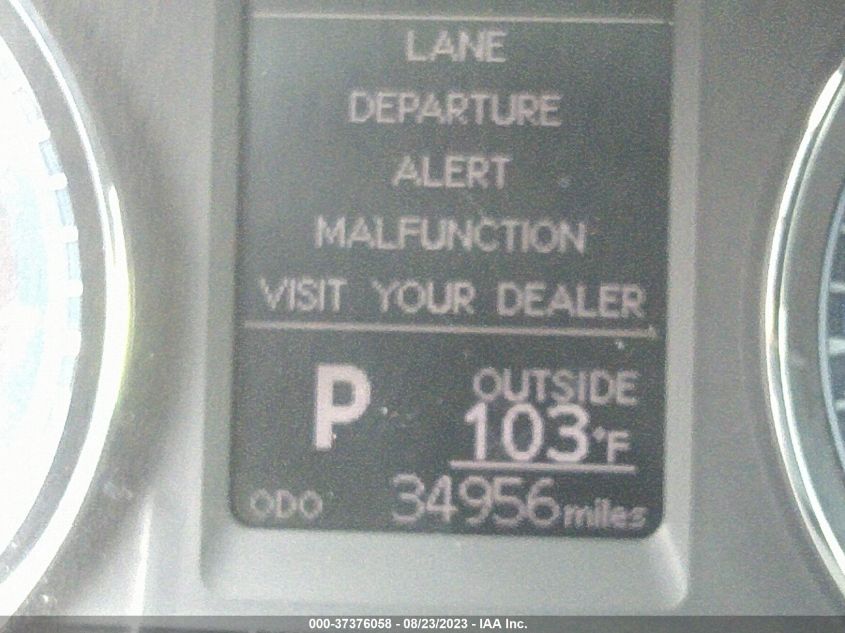 LANE
DEPARTURE
ALERT
MALFUNCTION
VISIT YOUR DEALER
P
OUTSIDE
103°F
ODO 34956 miles
000-37376058 - 08/23/2023 - IAA Inc.